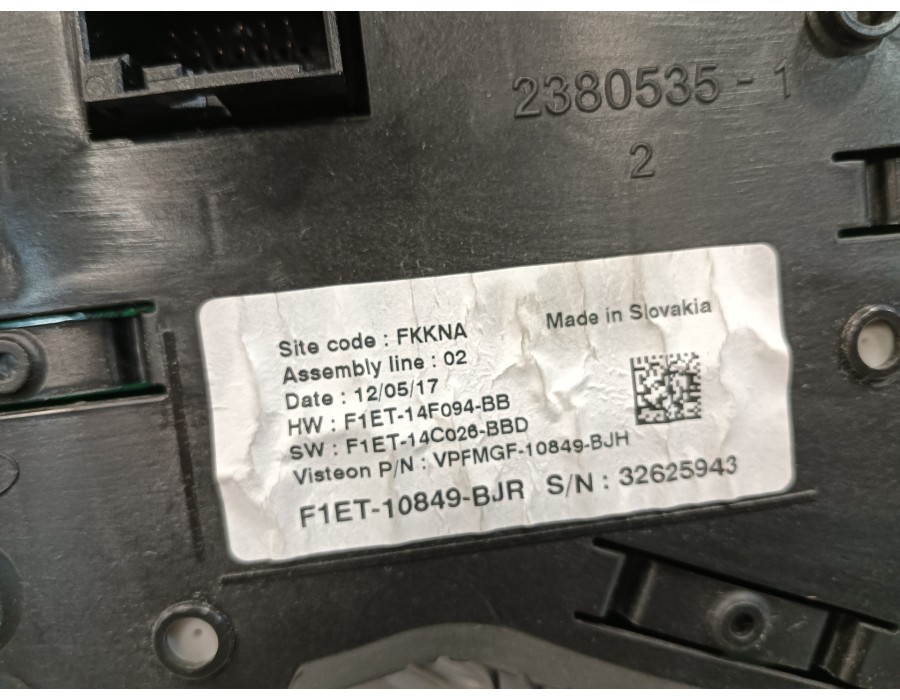 2380535-1
2
Made in Slovakia
Site code : FKKNA
Assembly line : 02
Date : 12/05/17
HW : F1ET-14F094-BB
SW : F1ET-14C026-BBD
Visteon P/N : VPFMGF-10849-BJH
F1ET-10849-BJR S/N : 32625943